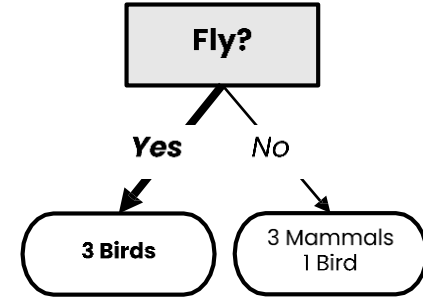 Fly?
Yes
No
3 Birds
3 Mammals
1 Bird